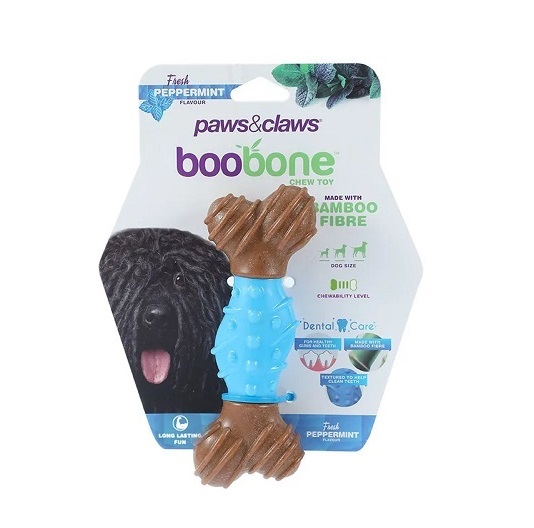 Fresh
PEPPERMINT
FLAVOUR
paws&claws®
boobone™
CHEW TOY
MADE WITH
BAMBOO
FIBRE
DOG SIZE
CHEWABILITY LEVEL
Dental Care
FOR HEALTHY
GUMS AND TEETH
MADE WITH
BAMBOO FIBRE
TEXTURED TO HELP
CLEAN TEETH
LONG LASTING
FUN
Fresh
PEPPERMINT
FLAVOUR